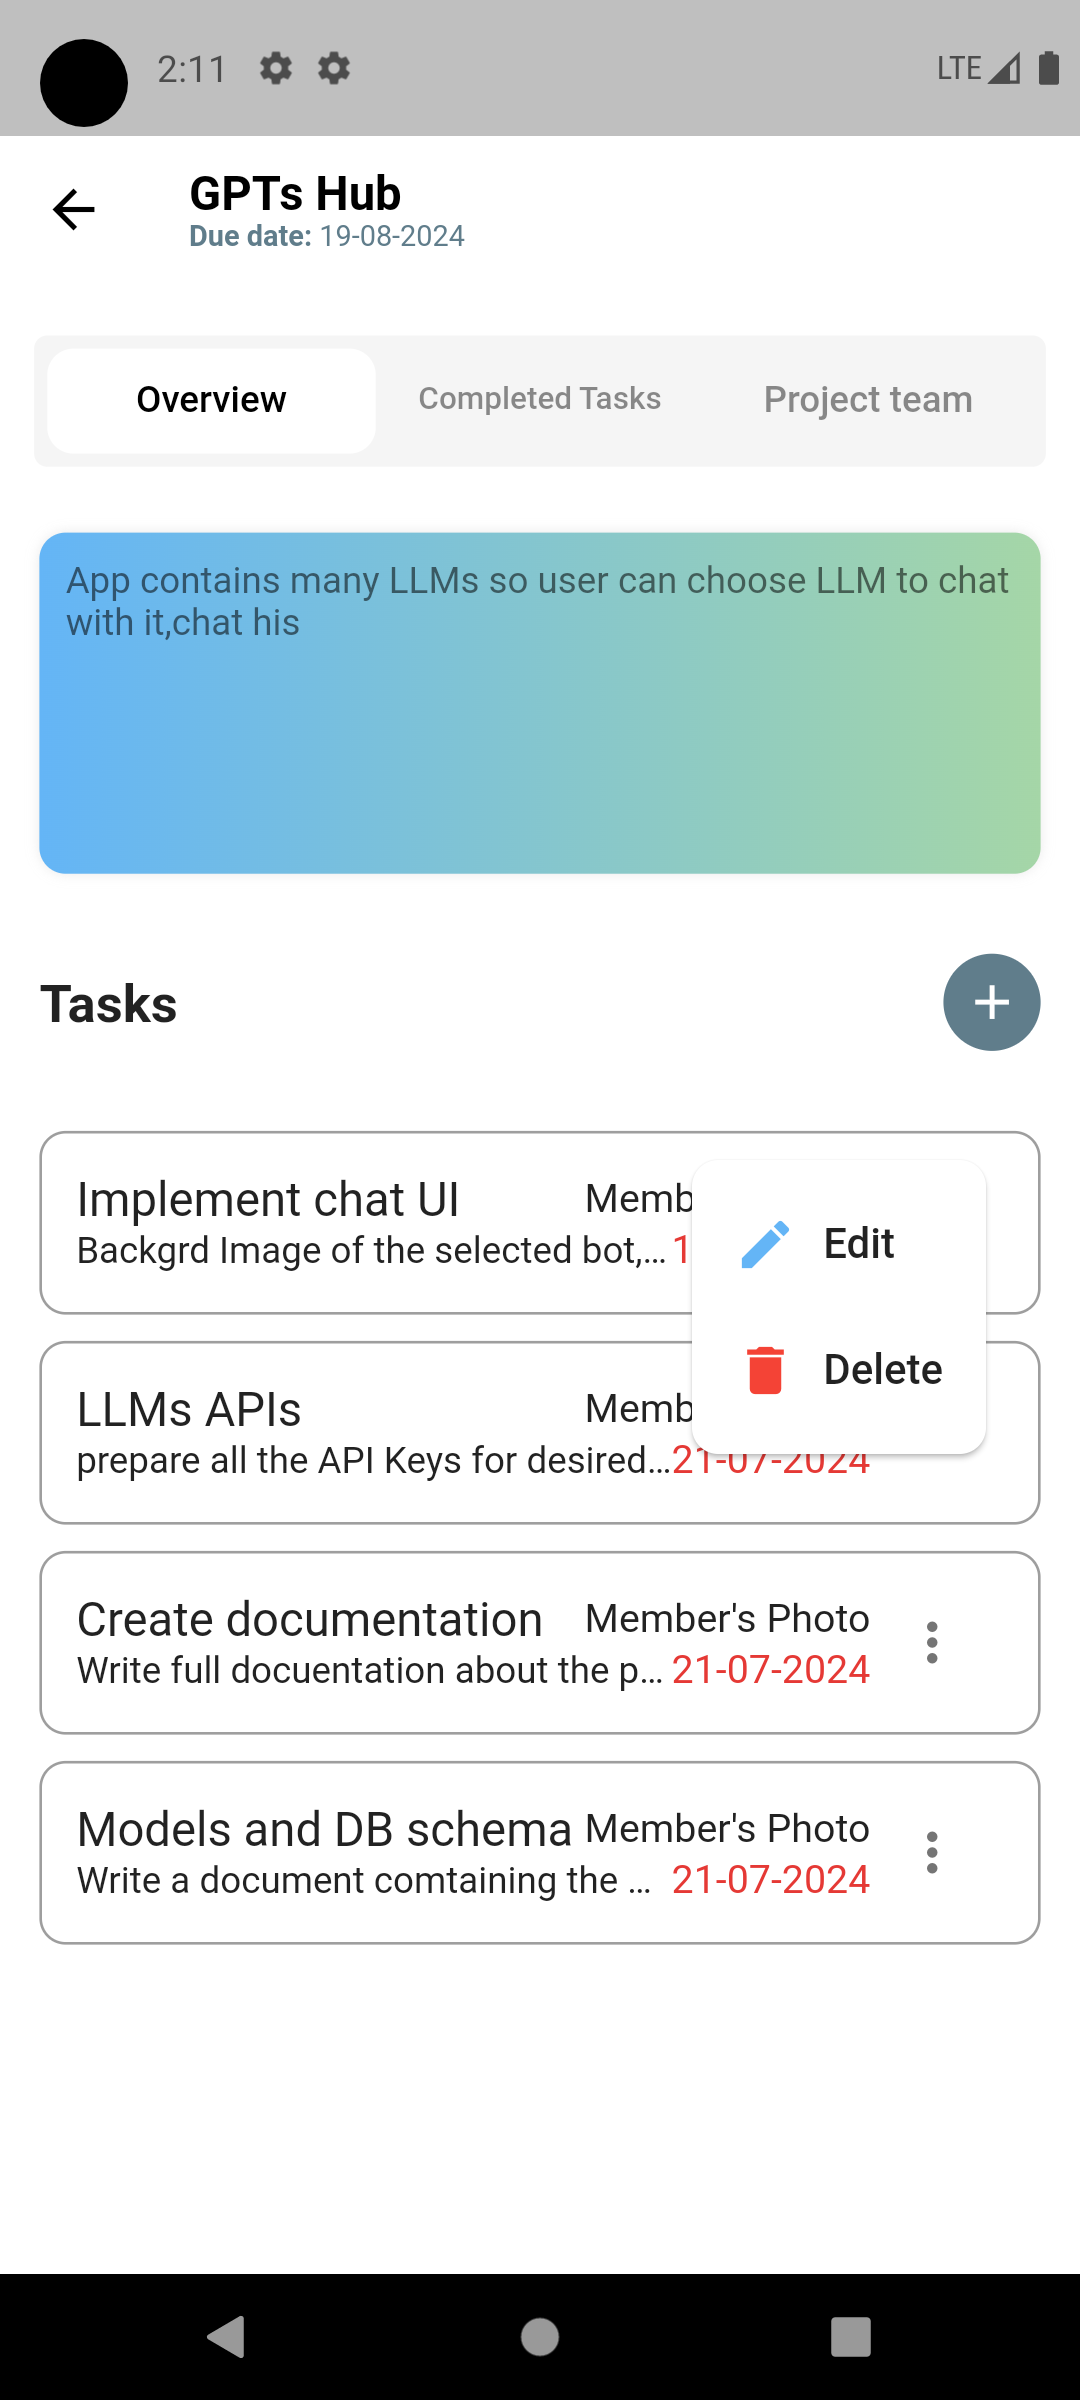 2:11
LTE
GPTs Hub
Due date: 19-08-2024
Overview
Completed Tasks
Project team
App contains many LLMs so user can choose LLM to chat
with it,chat his
Tasks
Implement chat UI
Memb
Backgrd Image of the selected bot,... 1
Edit
Delete
LLMs APIs
Memb
prepare all the API Keys for desired... 21-07-2024
Create documentation
Member's Photo
Write full docuentation about the p... 21-07-2024
Models and DB schema
Member's Photo
Write a document comtaining the ... 21-07-2024